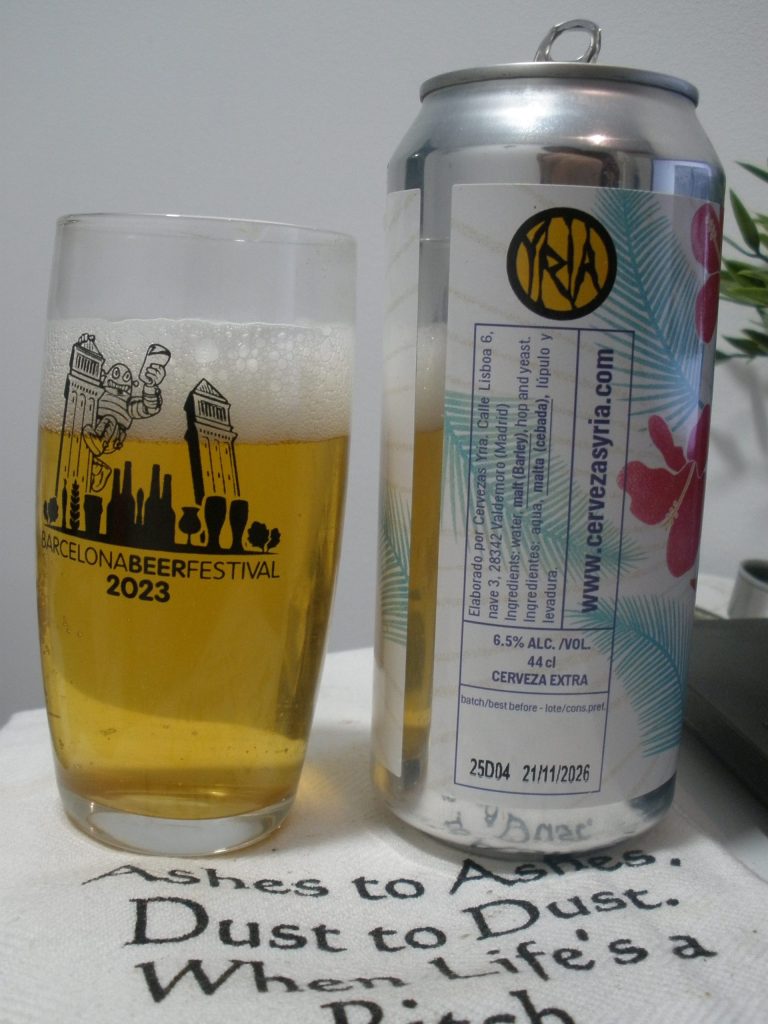 YRIA
Elaborado por Cervezas Yria. Calle Lisboa 6,
nave 3, 28342 Valdemoro (Madrid)
Ingredients: water, malt (Barley), hop and yeast.
Ingredientes: agua, malta (cebada), lúpulo y
levadura.
www.cervezasyria.com
6.5% ALC. /VOL.
44 cl
CERVEZA EXTRA
batch/best before - lote/cons.pref.
25D04 21/11/2026
BARCELONABEERFESTIVAL
2023
Ashes to Ashes.
Dust to Dust.
When Life's a
Bitch